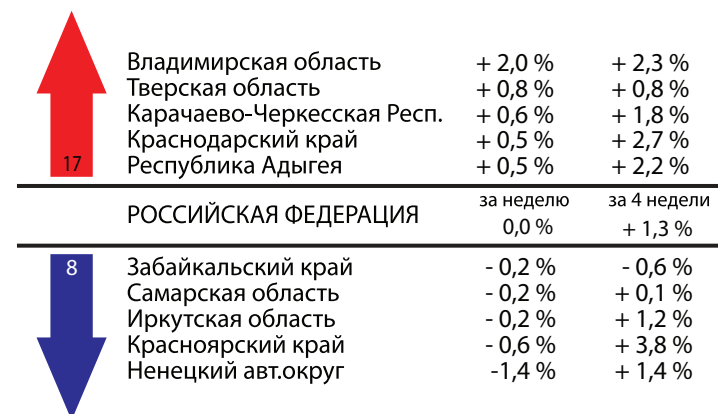 Владимирская область + 2,0 % + 2,3 %
Тверская область + 0,8 % + 0,8 %
Карачаево-Черкесская Респ. + 0,6 % + 1,8 %
Краснодарский край + 0,5 % + 2,7 %
17 Республика Адыгея + 0,5 % + 2,2 %
за неделю за 4 недели
РОССИЙСКАЯ ФЕДЕРАЦИЯ 0,0 % + 1,3 %
8 Забайкальский край - 0,2 % - 0,6 %
Самарская область - 0,2 % + 0,1 %
Иркутская область - 0,2 % + 1,2 %
Красноярский край - 0,6 % + 3,8 %
Ненецкий авт.округ -1,4 % + 1,4 %